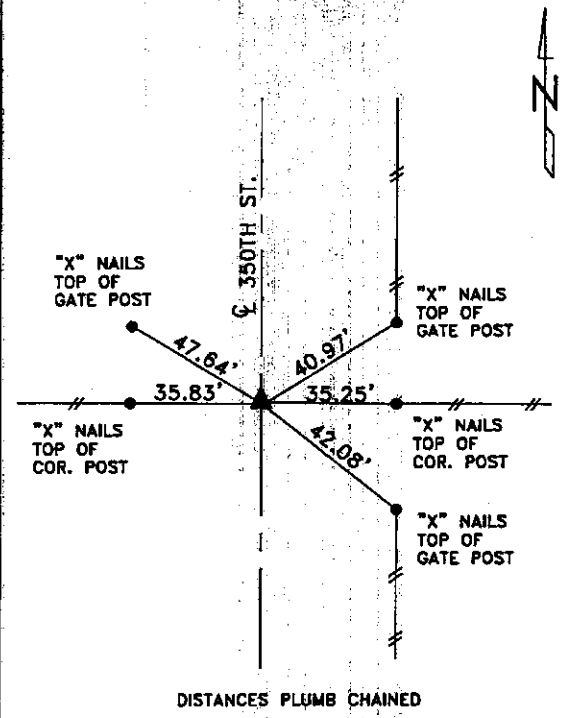 N
℄ 350TH ST.
"X" NAILS
TOP OF
GATE POST
"X" NAILS
TOP OF
GATE POST
47.64'
40.97'
35.83'
35.25'
42.08'
"X" NAILS
TOP OF
COR. POST
"X" NAILS
TOP OF
COR. POST
"X" NAILS
TOP OF
GATE POST
DISTANCES PLUMB CHAINED